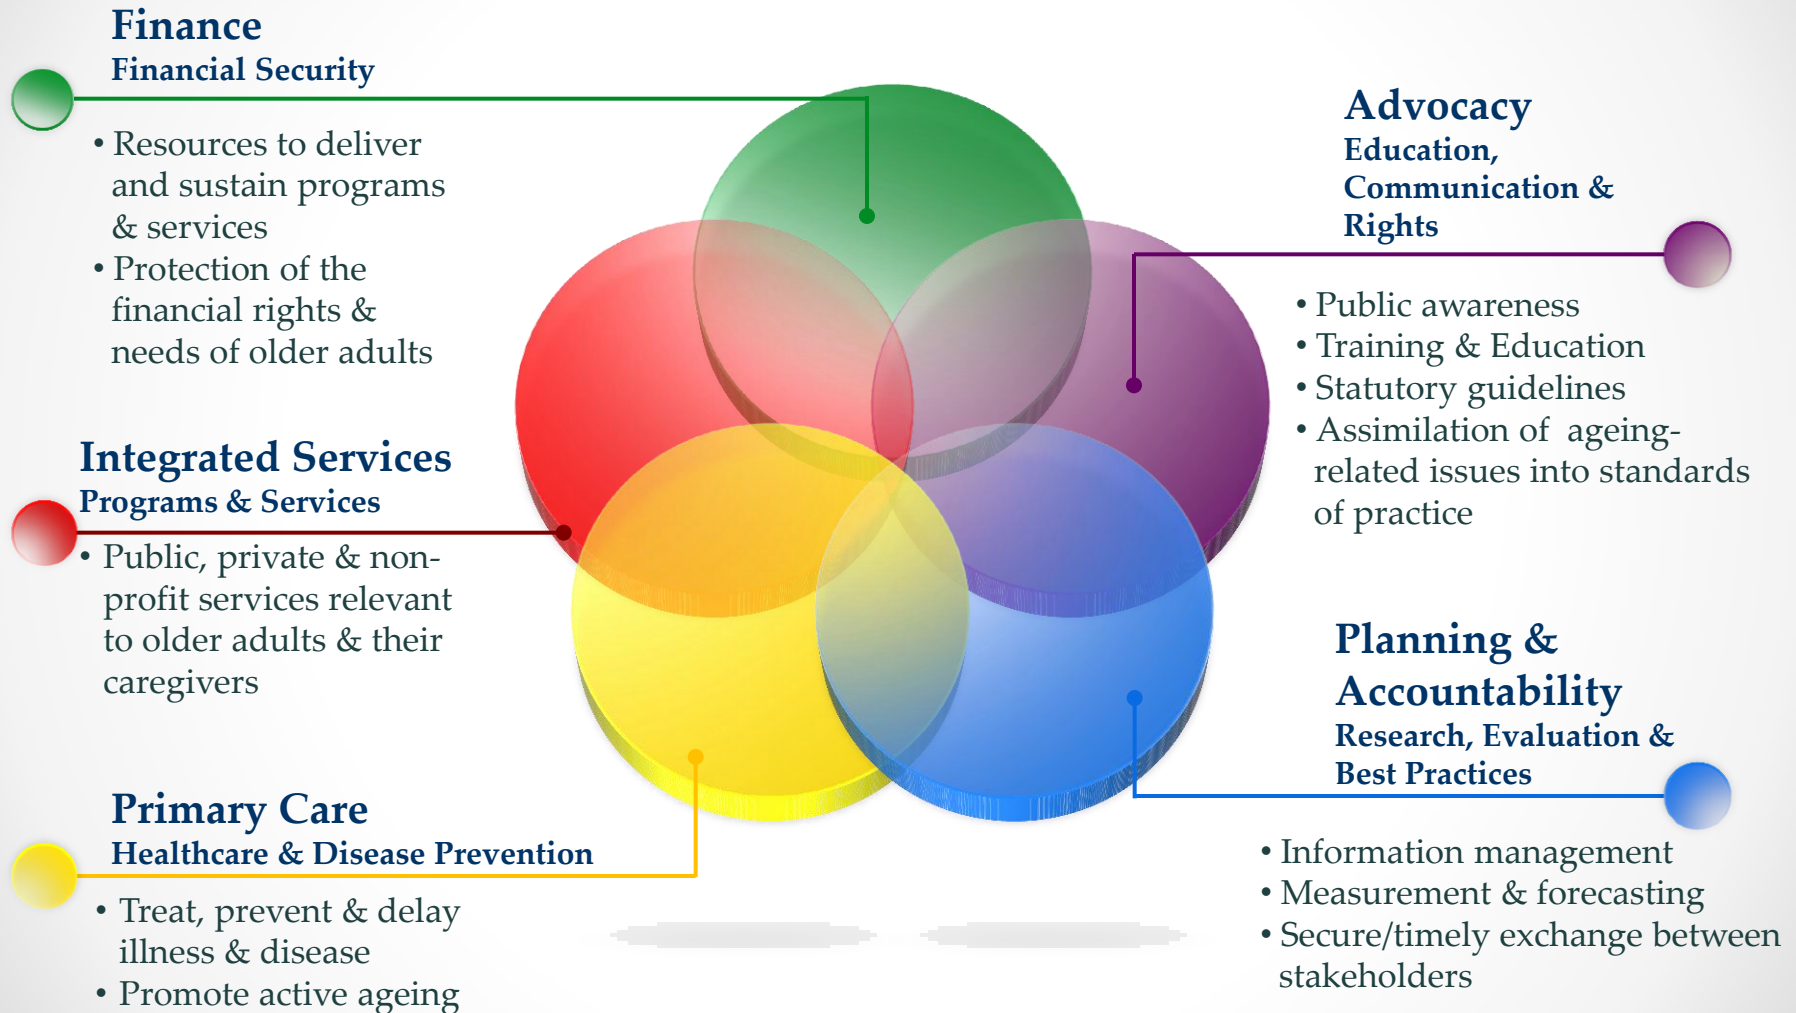 Finance
Financial Security
• Resources to deliver
and sustain programs
& services
• Protection of the
financial rights &
needs of older adults
Integrated Services
Programs & Services
• Public, private & non-
profit services relevant
to older adults & their
caregivers
Primary Care
Healthcare & Disease Prevention
• Treat, prevent & delay
illness & disease
• Promote active ageing
Advocacy
Education,
Communication &
Rights
• Public awareness
• Training & Education
• Statutory guidelines
• Assimilation of ageing-
related issues into standards
of practice
Planning &
Accountability
Research, Evaluation &
Best Practices
• Information management
• Measurement & forecasting
• Secure/timely exchange between
stakeholders